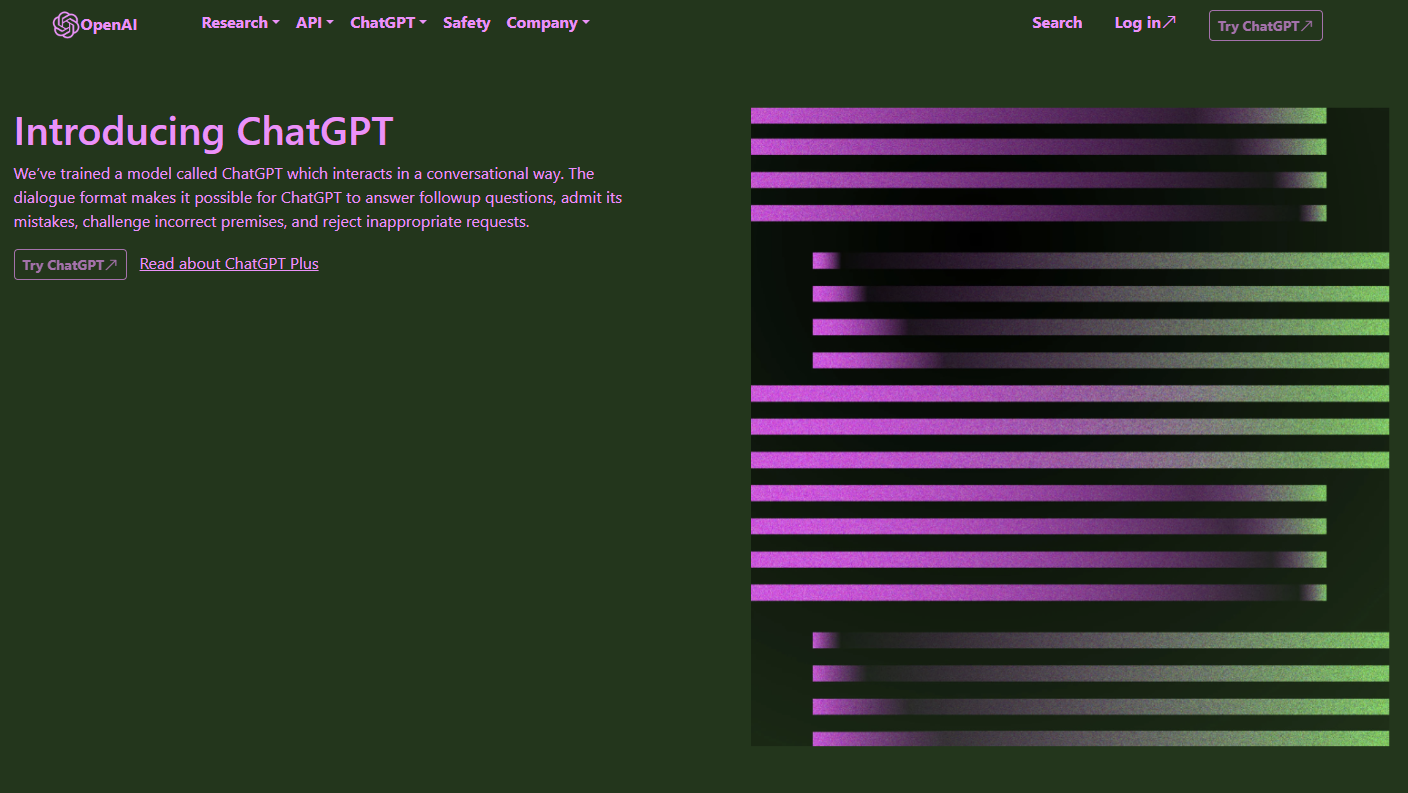 OpenAI Research API ChatGPT Safety Company Search Log in Try ChatGPT
Introducing ChatGPT
We’ve trained a model called ChatGPT which interacts in a conversational way. The
dialogue format makes it possible for ChatGPT to answer followup questions, admit its
mistakes, challenge incorrect premises, and reject inappropriate requests.
Try ChatGPT Read about ChatGPT Plus